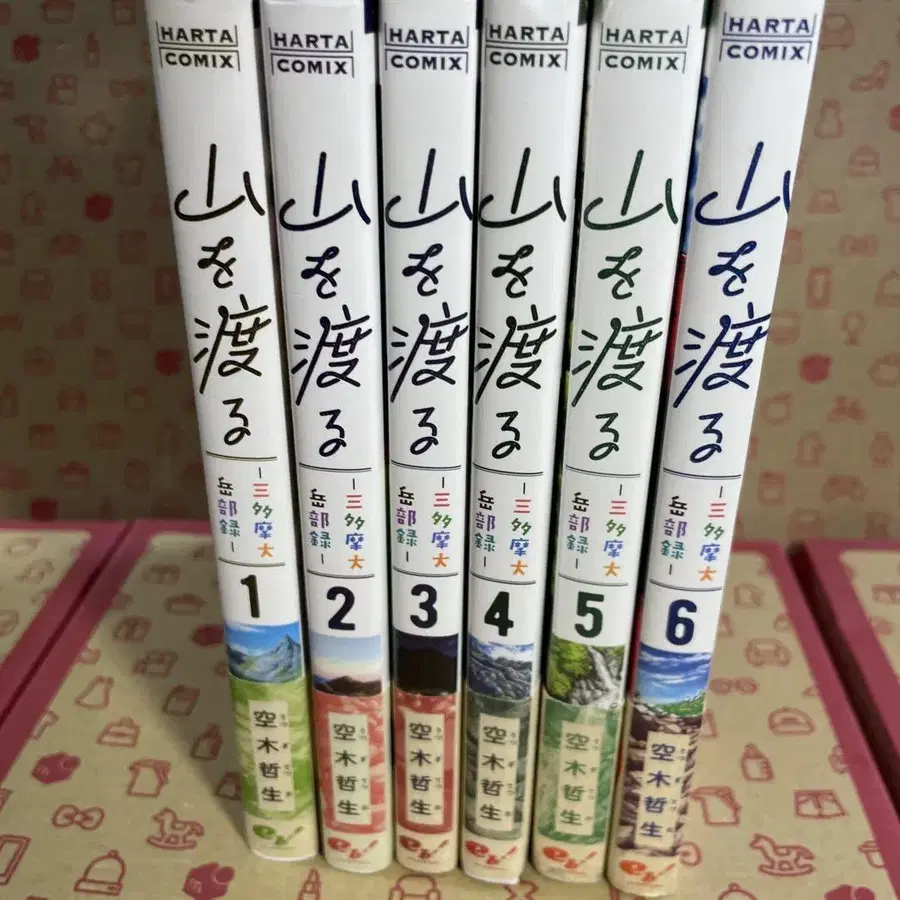 HARTA
COMIX
山を渡る
-三多摩大
岳部録-
1
空木哲生
HARTA
COMIX
山を渡る
-三多摩大
岳部録-
2
空木哲生
HARTA
COMIX
山を渡る
-三多摩大
岳部録-
3
空木哲生
HARTA
COMIX
山を渡る
-三多摩大
岳部録-
4
空木哲生
HARTA
COMIX
山を渡る
-三多摩大
岳部録-
5
空木哲生
HARTA
COMIX
山を渡る
-三多摩大
岳部録-
6
空木哲生